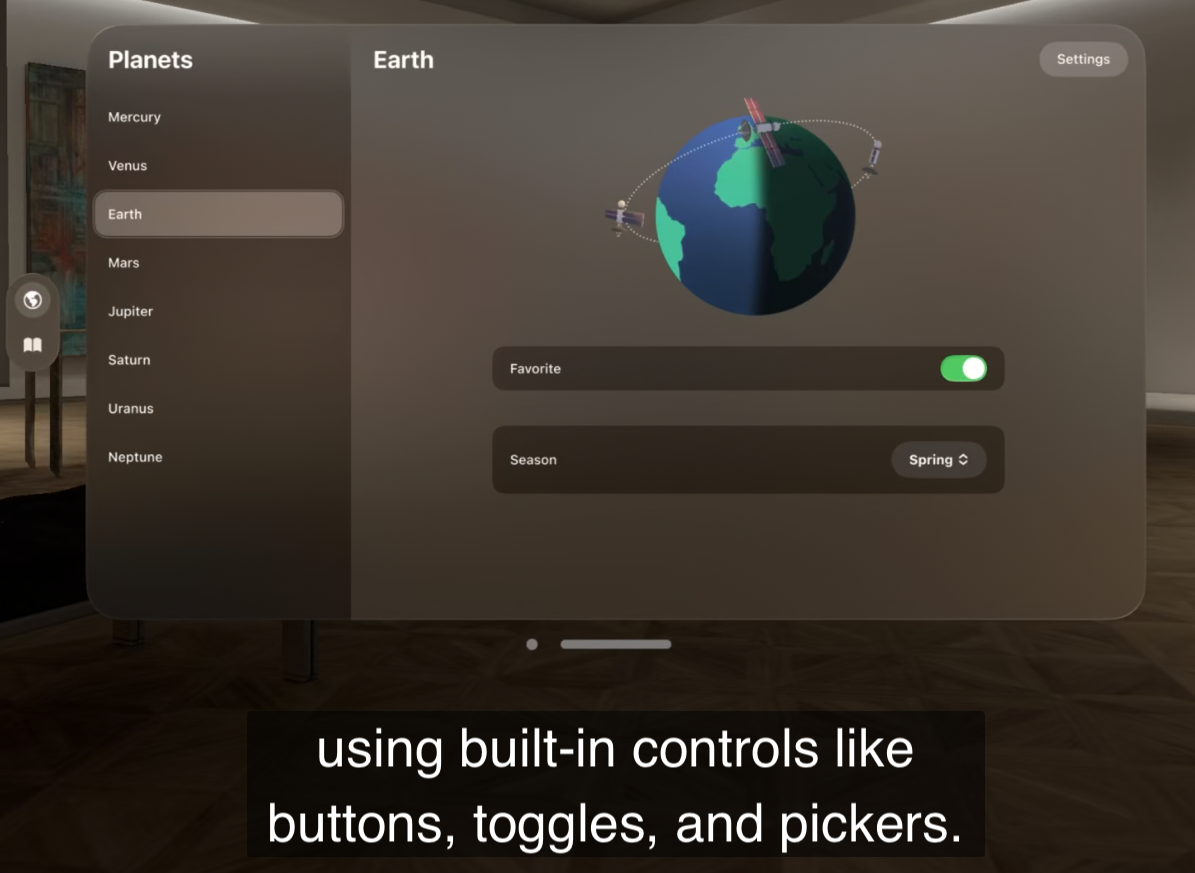 Planets
Mercury
Venus
Earth
Mars
Jupiter
Saturn
Uranus
Neptune
Earth
Settings
Favorite
Season
Spring
using built-in controls like
buttons, toggles, and pickers.